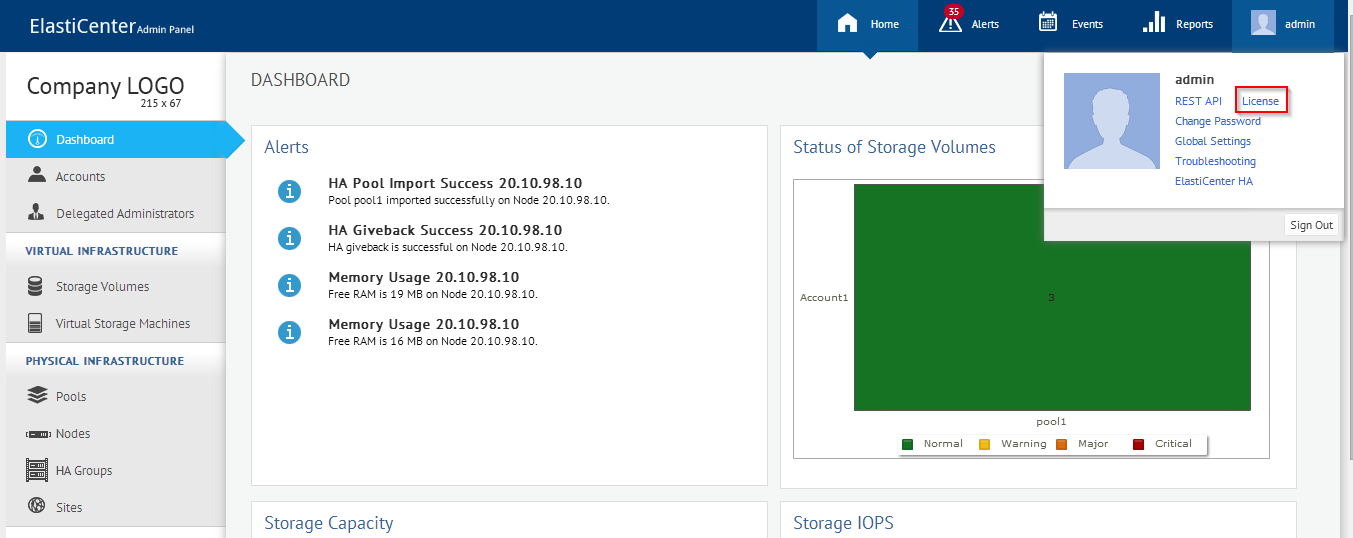 ElastiCenter Admin Panel
Home
35
Alerts
Events
Reports
admin
Company LOGO
215 x 67
Dashboard
Accounts
Delegated Administrators
VIRTUAL INFRASTRUCTURE
Storage Volumes
Virtual Storage Machines
PHYSICAL INFRASTRUCTURE
Pools
Nodes
HA Groups
Sites
DASHBOARD
Alerts
HA Pool Import Success 20.10.98.10
Pool pool1 imported successfully on Node 20.10.98.10.
HA Giveback Success 20.10.98.10
HA giveback is successful on Node 20.10.98.10.
Memory Usage 20.10.98.10
Free RAM is 19 MB on Node 20.10.98.10.
Memory Usage 20.10.98.10
Free RAM is 16 MB on Node 20.10.98.10.
Status of Storage Volumes
Account1
3
pool1
Normal Warning Major Critical
admin
REST API License
Change Password
Global Settings
Troubleshooting
ElastiCenter HA
Sign Out
Storage Capacity
Storage IOPS